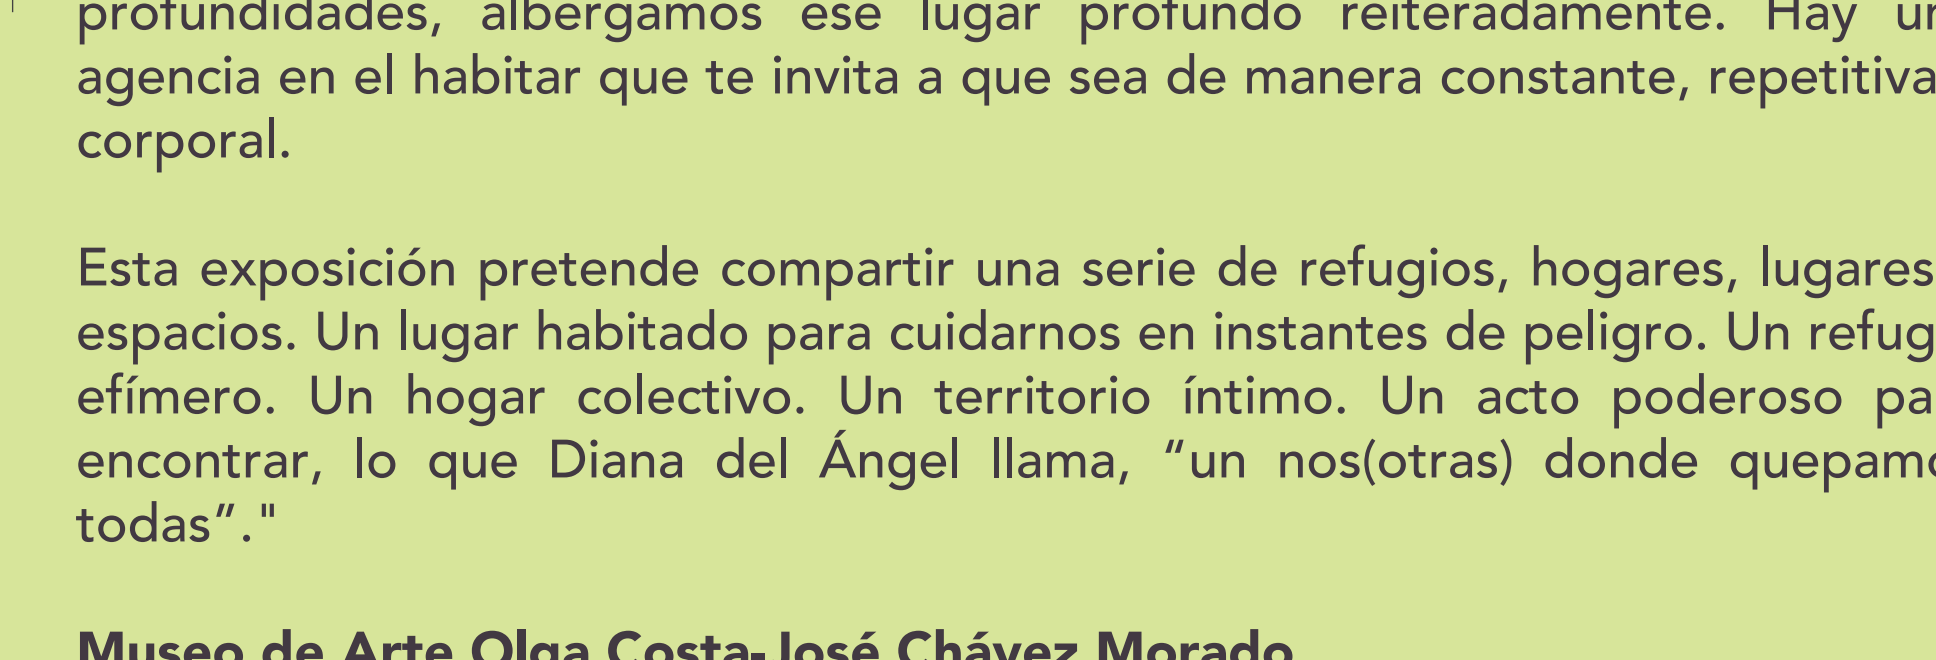 profundidades, albergamos ese lugar profundo reiteradamente. Hay
agencia en el habitar que te invita a que sea de manera constante, repetitiva
corporal.
Esta exposición pretende compartir una serie de refugios, hogares, lugares
espacios. Un lugar habitado para cuidarnos en instantes de peligro. Un refug
efímero. Un hogar colectivo. Un territorio íntimo. Un acto poderoso pa
encontrar, lo que Diana del Ángel llama, “un nos(otras) donde quepamo
todas”."
Museo de Arte Olga Costa-José Chávez Morado